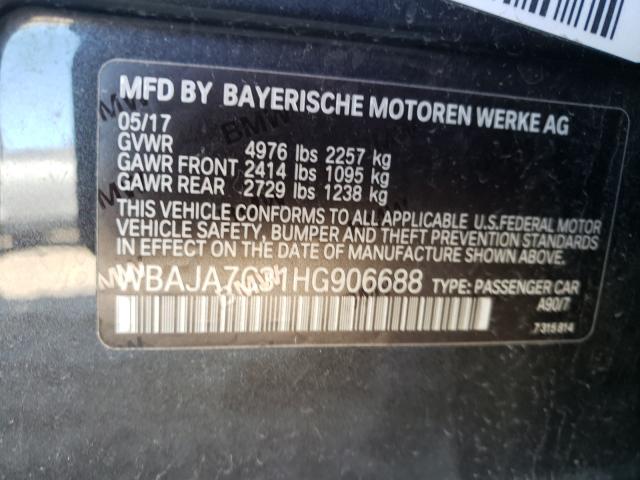 MFD BY BAYERISCHE MOTOREN WERKE AG
05/17
GVWR 4976 lbs 2257 kg
GAWR FRONT 2414 lbs 1095 kg
GAWR REAR 2729 lbs 1238 kg
THIS VEHICLE CONFORMS TO ALL APPLICABLE U.S.FEDERAL MOTOR
VEHICLE SAFETY, BUMPER AND THEFT PREVENTION STANDARDS
IN EFFECT ON THE DATE OF MANUFACTURE SHOWN ABOVE.
WBAJA7C31HG906688 TYPE: PASSENGER CAR
A90/7
7315814